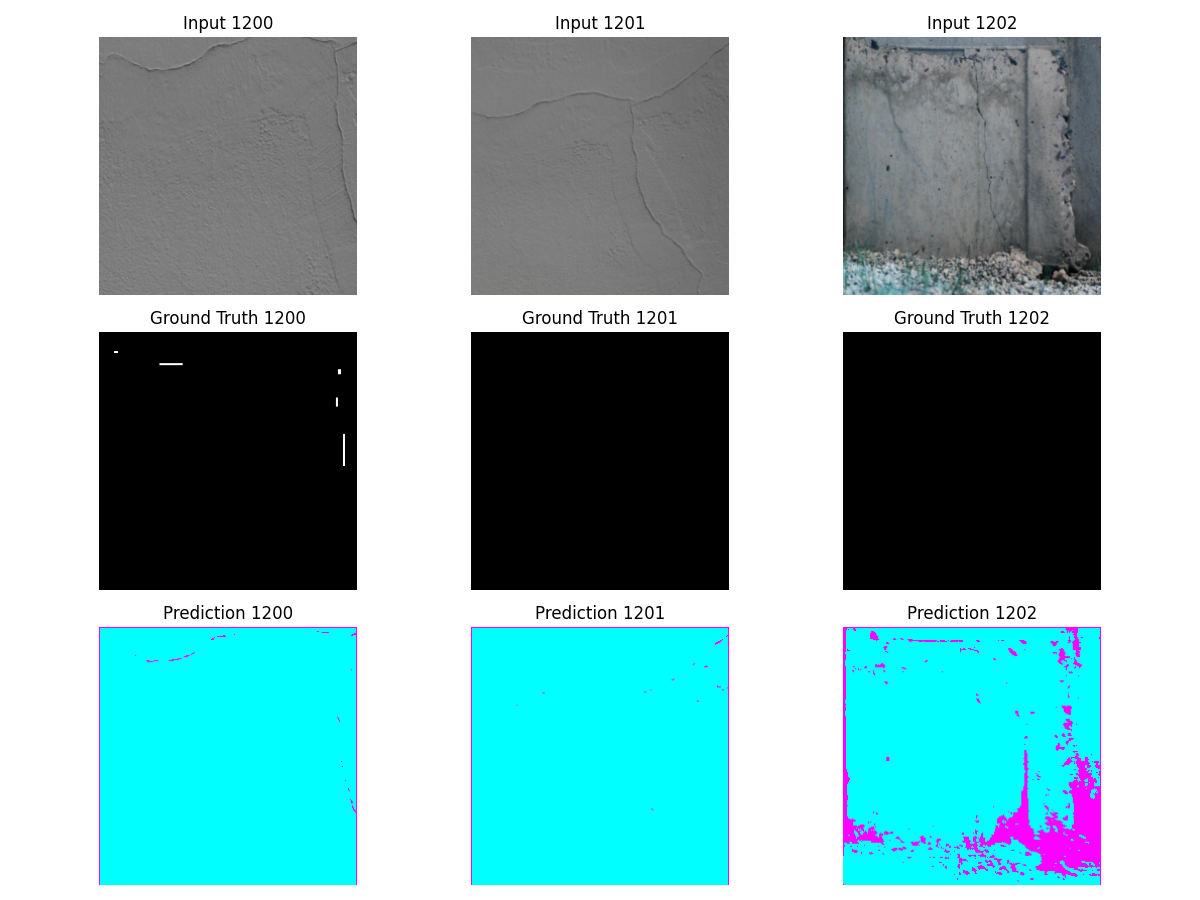 Input 1200
Input 1201
Input 1202
Ground Truth 1200
Ground Truth 1201
Ground Truth 1202
Prediction 1200
Prediction 1201
Prediction 1202